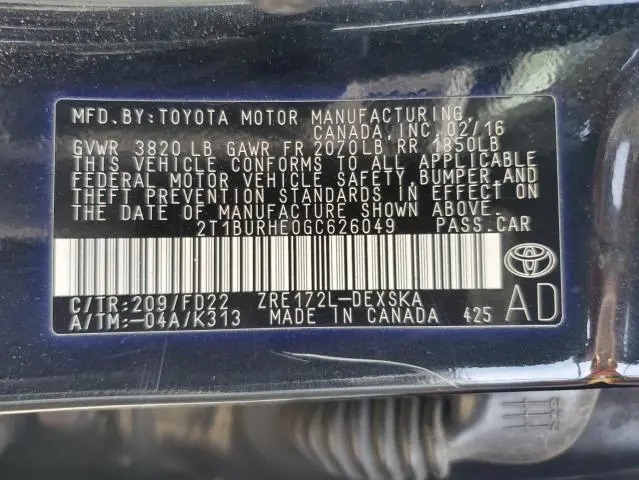 MFD.BY:TOYOTA MOTOR MANUFACTURING,
CANADA,INC. 02/16
GVWR 3820 LB GAWR FR 2070LB,RR 1850LB
THIS VEHICLE CONFORMS TO ALL APPLICABLE
FEDERAL MOTOR VEHICLE SAFETY, BUMPER, AND
THEFT PREVENTION STANDARDS IN EFFECT ON
THE DATE OF MANUFACTURE SHOWN ABOVE.
2T1BURHE0GC626049 PASS.CAR
C/TR:209/FD22 ZRE172L-DEXSKA
A/TM:-04A/K313 MADE IN CANADA 425
AD